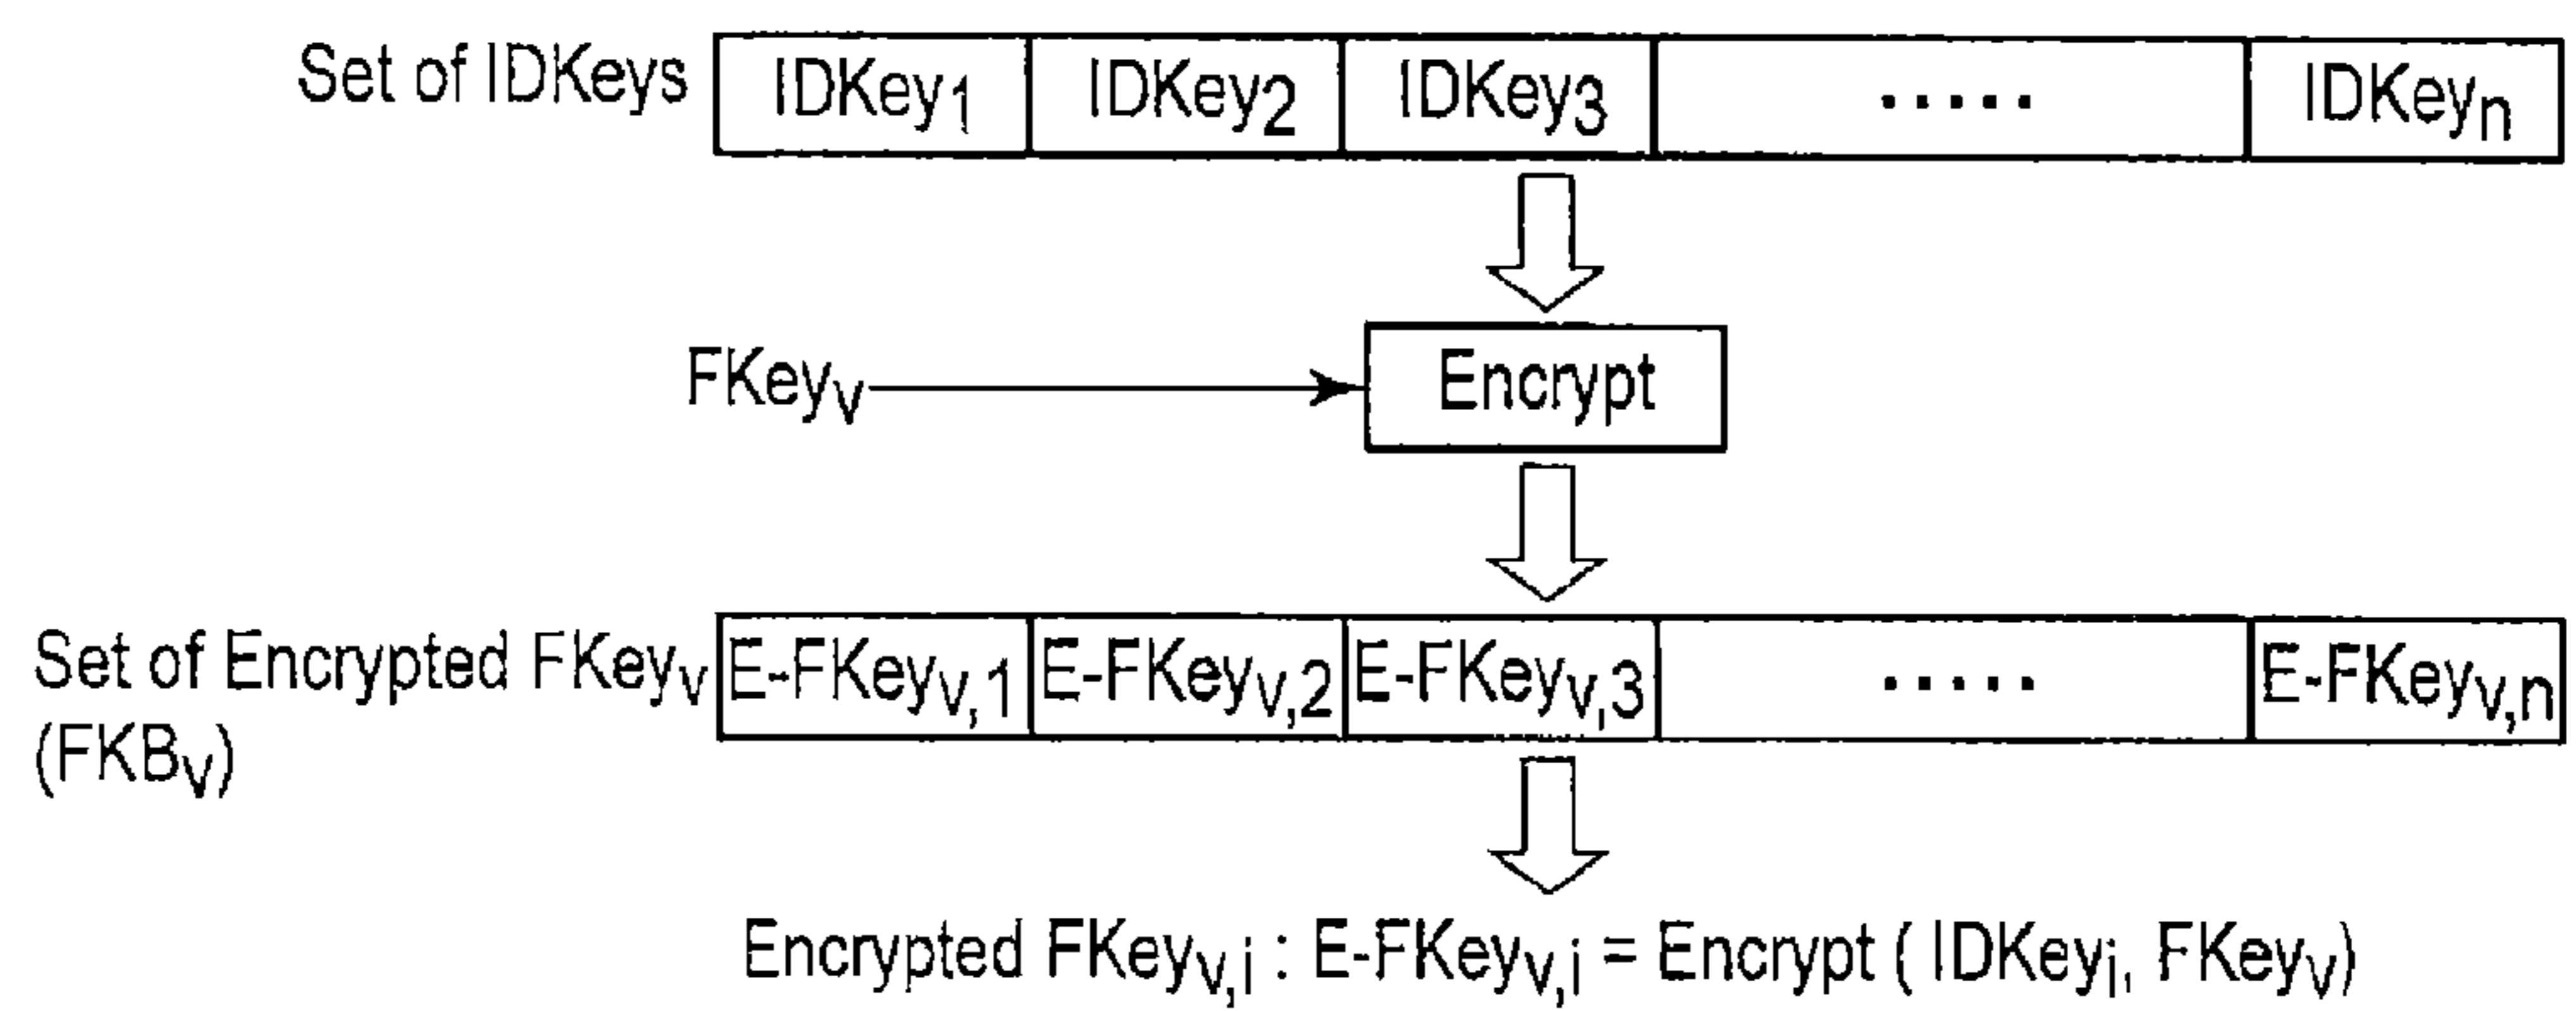 Set of IDKeys IDKey1 IDKey2 IDKey3 ..... IDKeyn
FKeyv Encrypt
Set of Encrypted FKeyv E-FKeyv,1 E-FKeyv,2 E-FKeyv,3 ..... E-FKeyv,n
(FKBv)
Encrypted FKeyv,i : E-FKeyv,i = Encrypt ( IDKeyi, FKeyv)